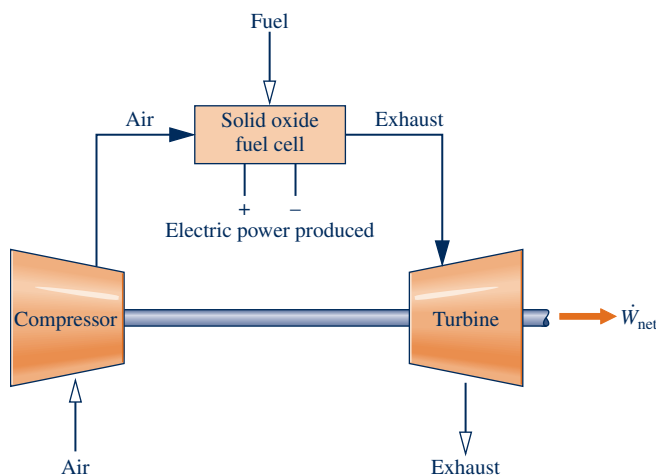 Fuel
Air
Solid oxide
fuel cell
Exhaust
+
−
Electric power produced
Compressor
Turbine
Ẇnet
Air
Exhaust